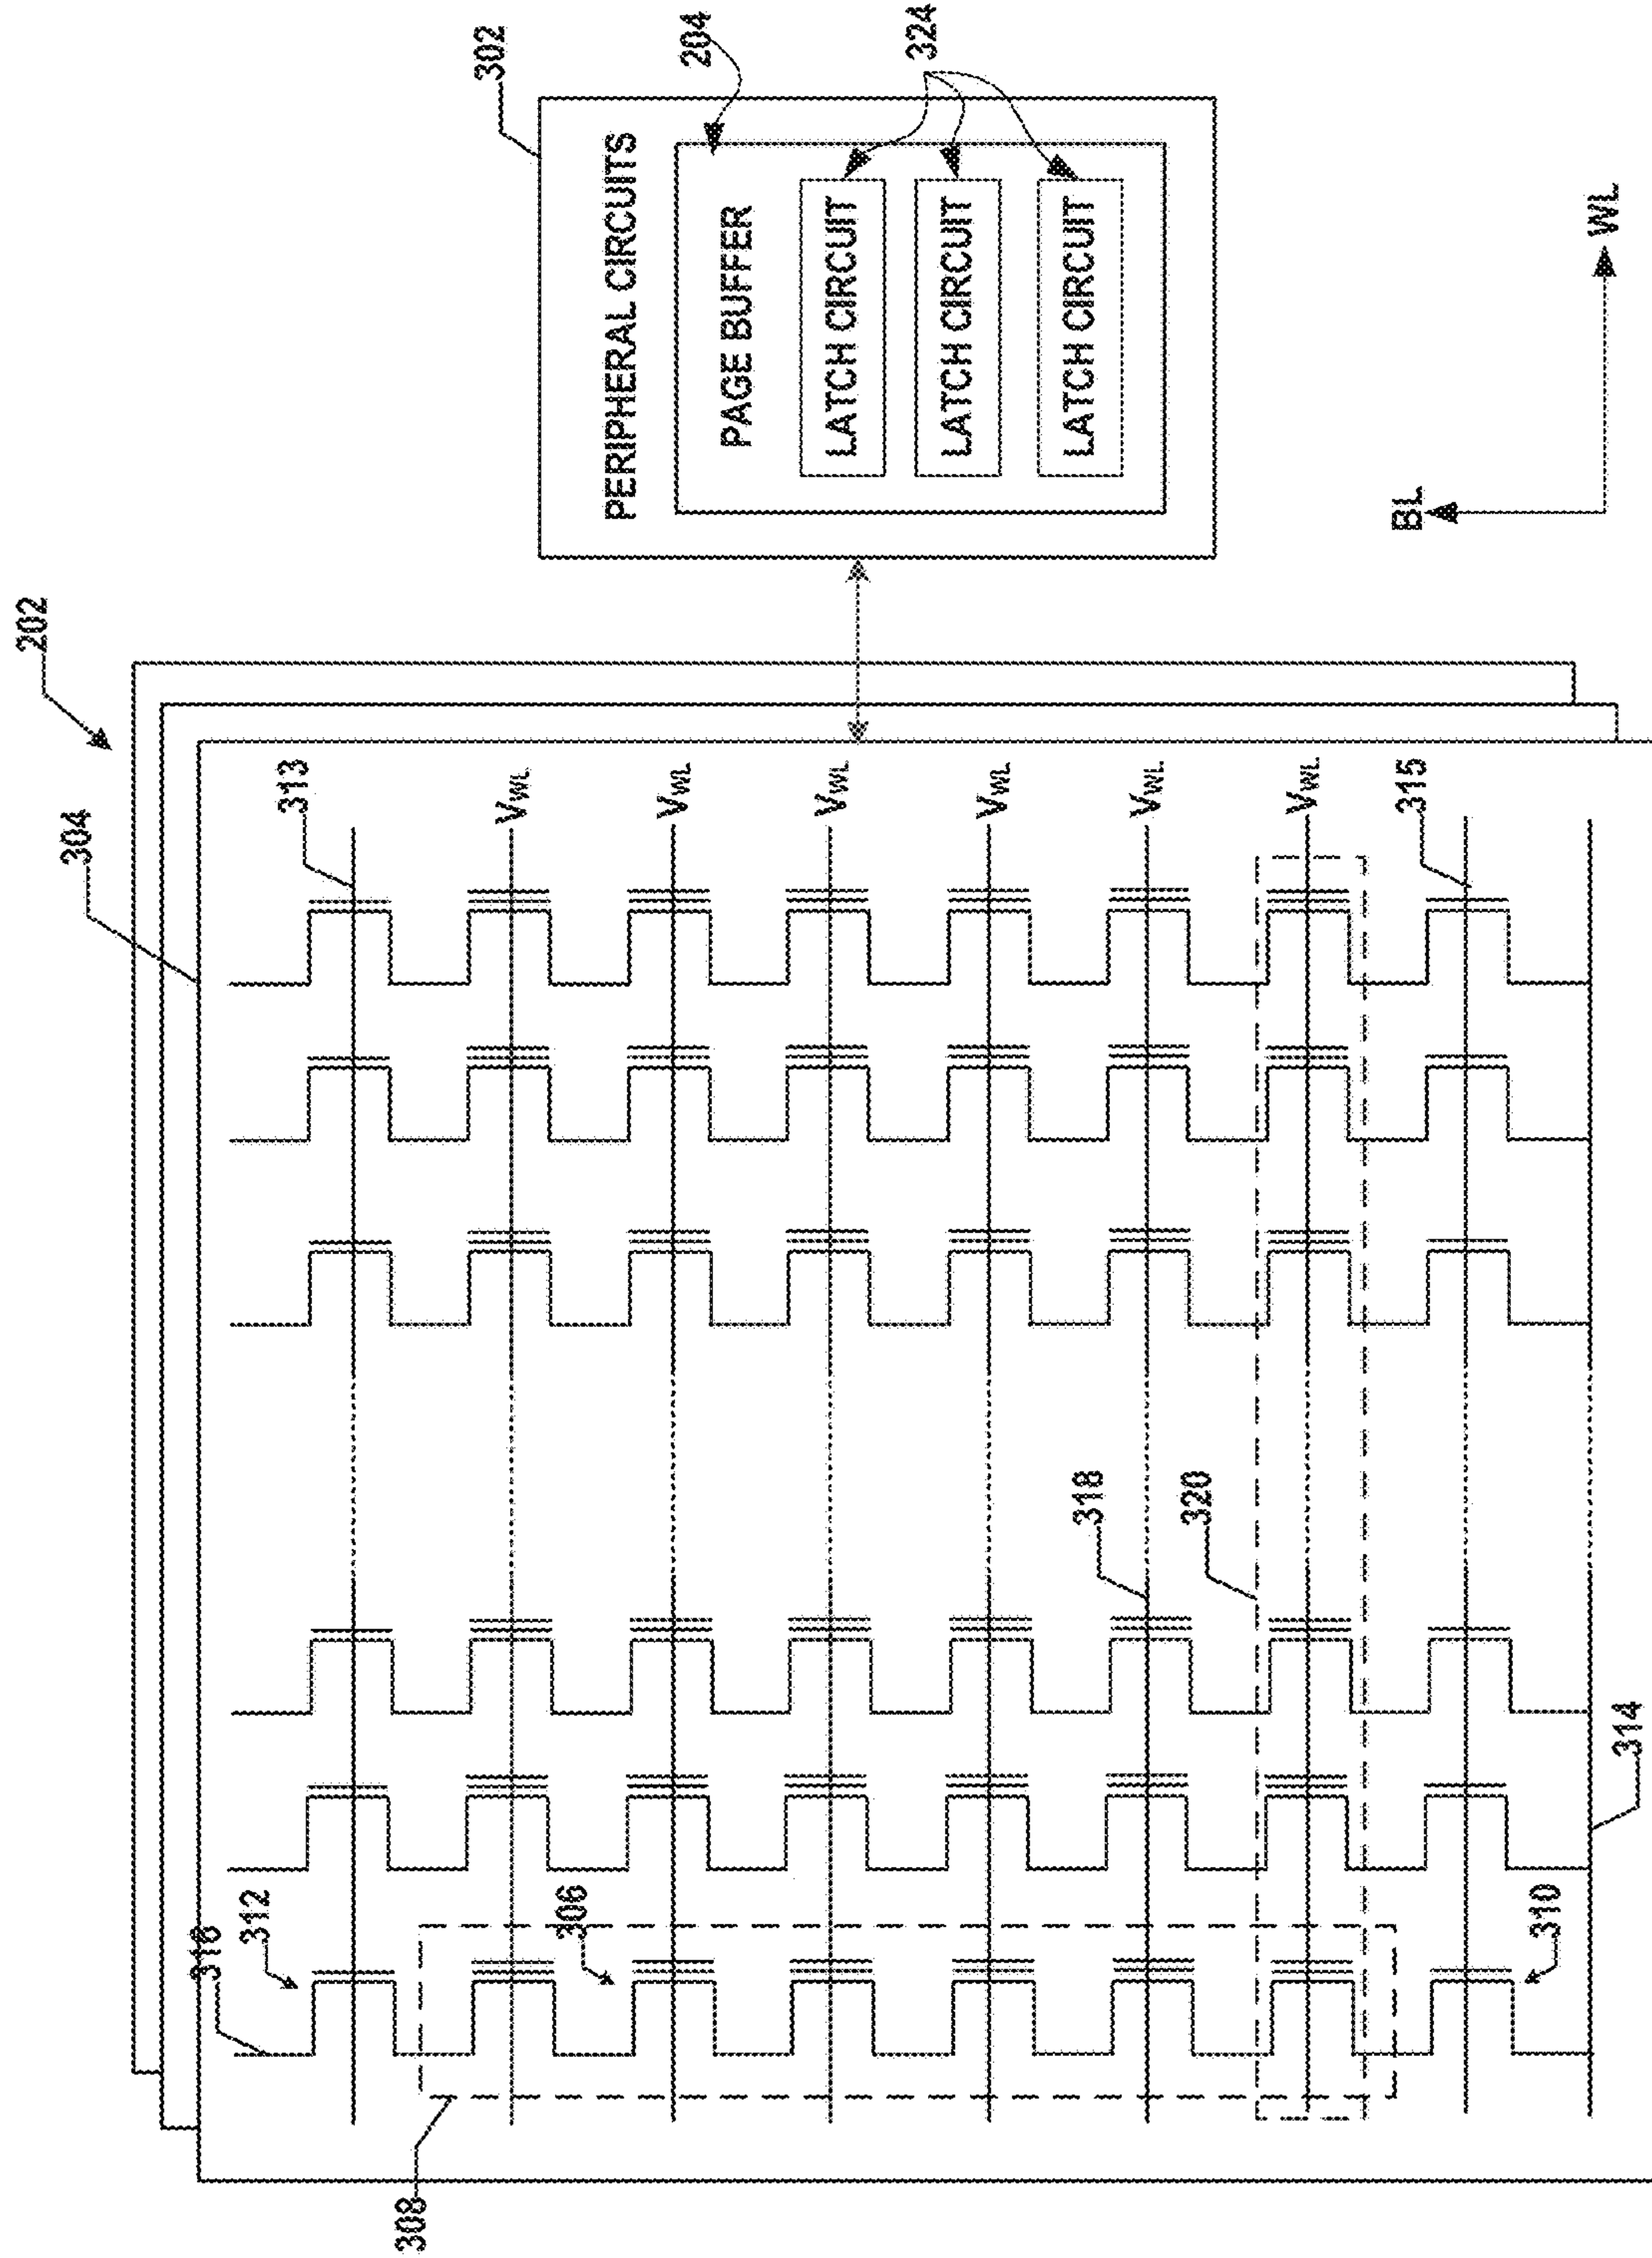 202
304
316
312
313
308
302
VWL
306
PERIPHERAL CIRCUITS
VWL
204
PAGE BUFFER
VWL
LATCH CIRCUIT
324
LATCH CIRCUIT
VWL
LATCH CIRCUIT
318
VWL
320
VWL
315
BL
310
WL
314